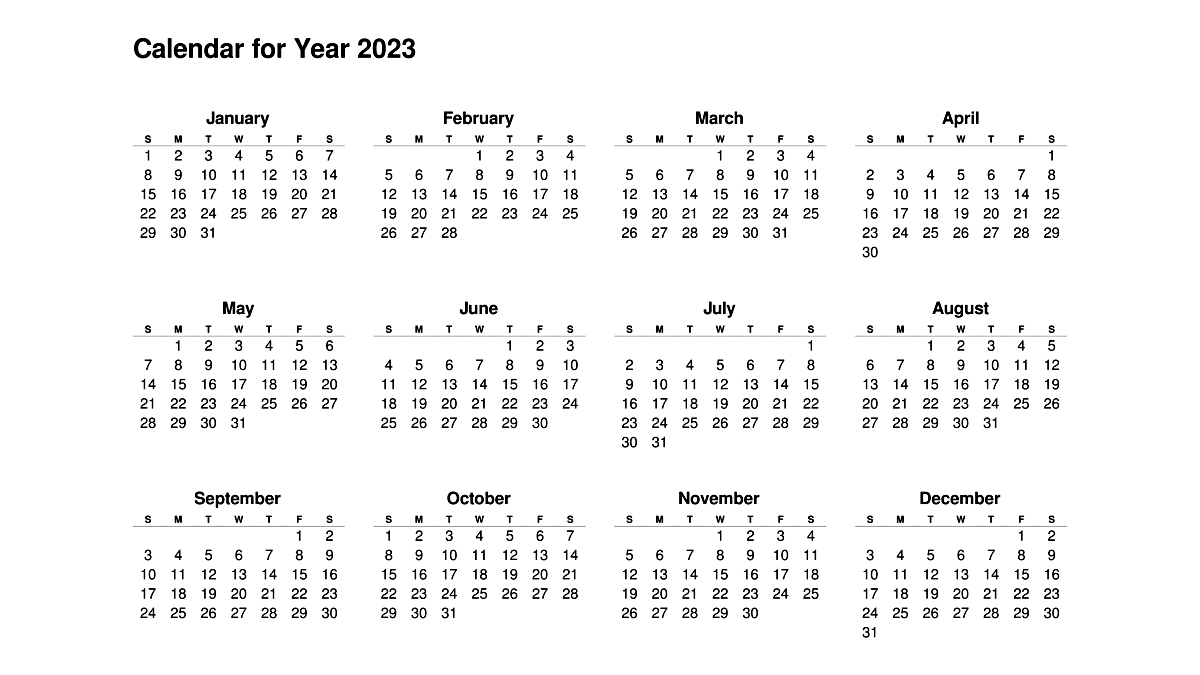 Calendar for Year 2023
January
S M T W T F S
1 2 3 4 5 6 7
8 9 10 11 12 13 14
15 16 17 18 19 20 21
22 23 24 25 26 27 28
29 30 31
February
S M T W T F S
1 2 3 4
5 6 7 8 9 10 11
12 13 14 15 16 17 18
19 20 21 22 23 24 25
26 27 28
March
S M T W T F S
1 2 3 4
5 6 7 8 9 10 11
12 13 14 15 16 17 18
19 20 21 22 23 24 25
26 27 28 29 30 31
April
S M T W T F S
1
2 3 4 5 6 7 8
9 10 11 12 13 14 15
16 17 18 19 20 21 22
23 24 25 26 27 28 29
30
May
S M T W T F S
1 2 3 4 5 6
7 8 9 10 11 12 13
14 15 16 17 18 19 20
21 22 23 24 25 26 27
28 29 30 31
June
S M T W T F S
1 2 3
4 5 6 7 8 9 10
11 12 13 14 15 16 17
18 19 20 21 22 23 24
25 26 27 28 29 30
July
S M T W T F S
1
2 3 4 5 6 7 8
9 10 11 12 13 14 15
16 17 18 19 20 21 22
23 24 25 26 27 28 29
30 31
August
S M T W T F S
1 2 3 4 5
6 7 8 9 10 11 12
13 14 15 16 17 18 19
20 21 22 23 24 25 26
27 28 29 30 31
September
S M T W T F S
1 2
3 4 5 6 7 8 9
10 11 12 13 14 15 16
17 18 19 20 21 22 23
24 25 26 27 28 29 30
October
S M T W T F S
1 2 3 4 5 6 7
8 9 10 11 12 13 14
15 16 17 18 19 20 21
22 23 24 25 26 27 28
29 30 31
November
S M T W T F S
1 2 3 4
5 6 7 8 9 10 11
12 13 14 15 16 17 18
19 20 21 22 23 24 25
26 27 28 29 30
December
S M T W T F S
1 2
3 4 5 6 7 8 9
10 11 12 13 14 15 16
17 18 19 20 21 22 23
24 25 26 27 28 29 30
31